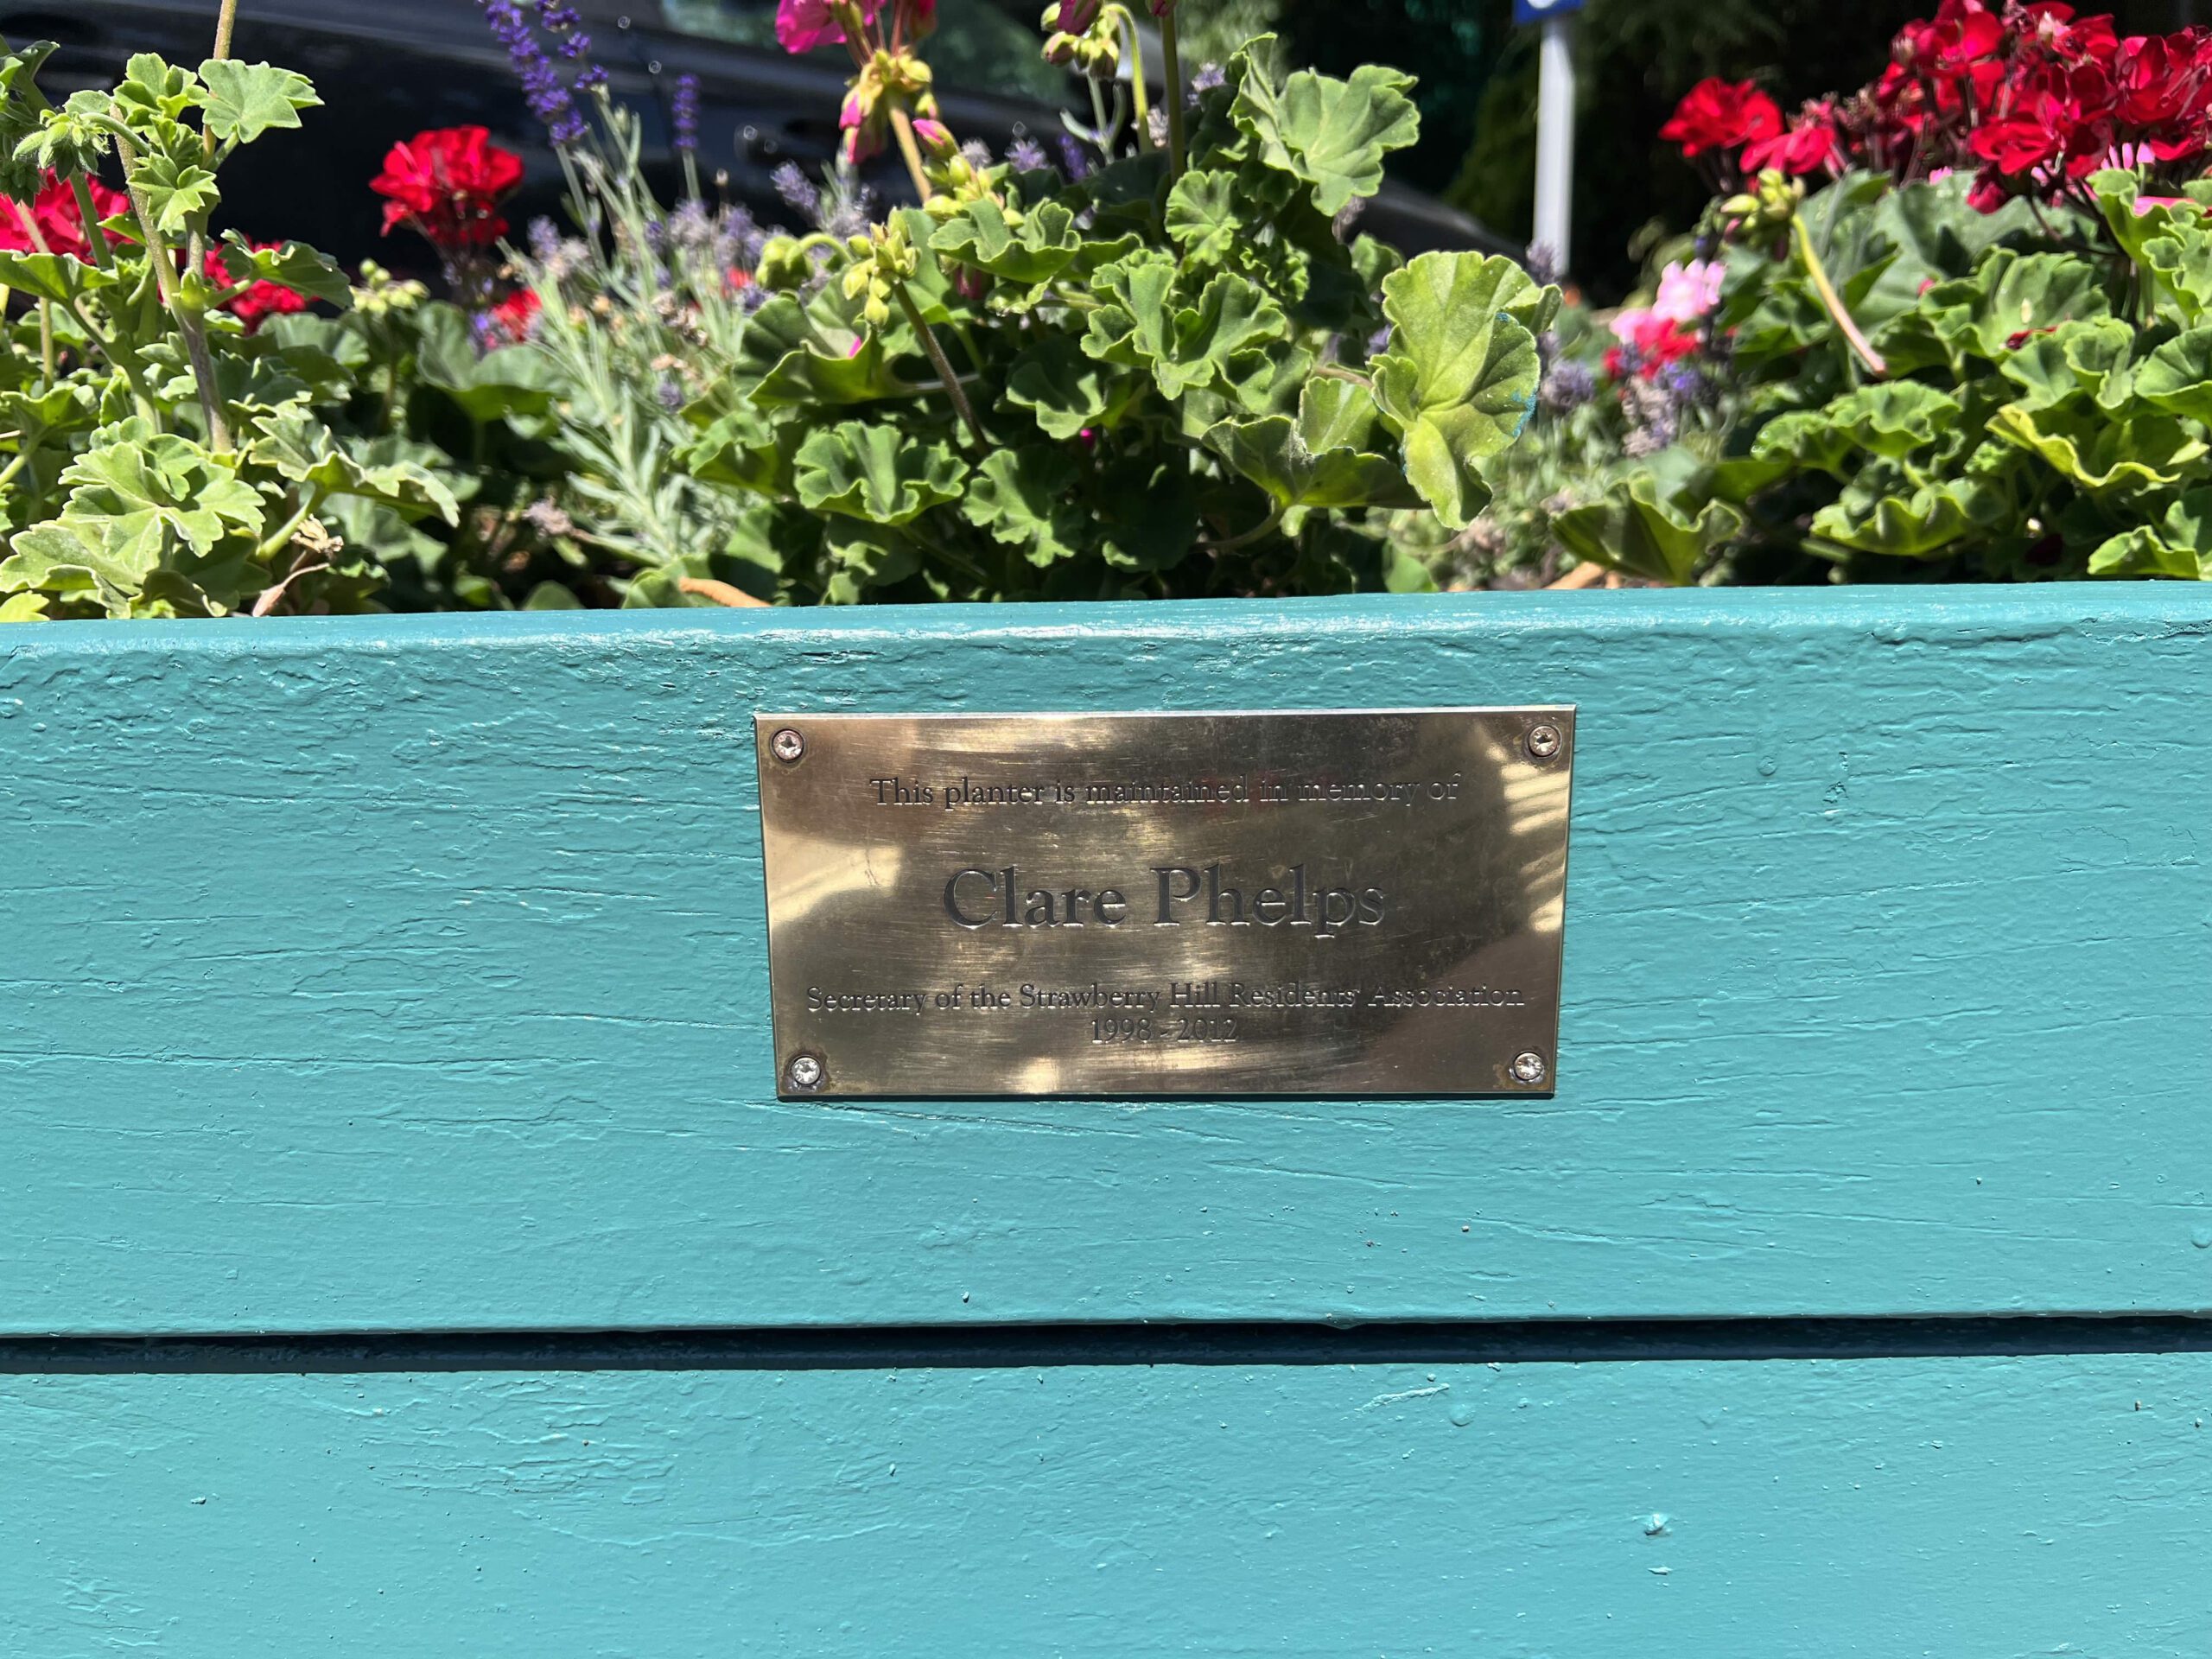 This planter is maintained in memory of
Clare Phelps
Secretary of the Strawberry Hill Residents' Association
1998 - 2012